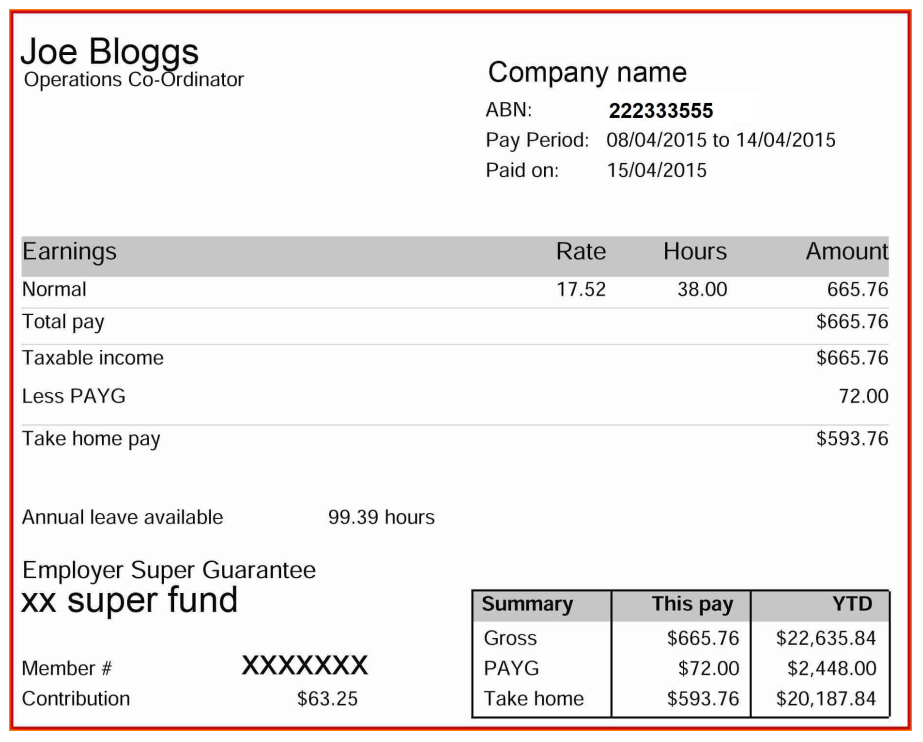 Joe Bloggs
Operations Co-Ordinator
Company name
ABN: 222333555
Pay Period: 08/04/2015 to 14/04/2015
Paid on: 15/04/2015
Earnings Rate Hours Amount
Normal 17.52 38.00 665.76
Total pay $665.76
Taxable income $665.76
Less PAYG 72.00
Take home pay $593.76
Annual leave available 99.39 hours
Employer Super Guarantee
xx super fund
Member # XXXXXXX
Contribution $63.25
Summary This pay YTD
Gross $665.76 $22,635.84
PAYG $72.00 $2,448.00
Take home $593.76 $20,187.84